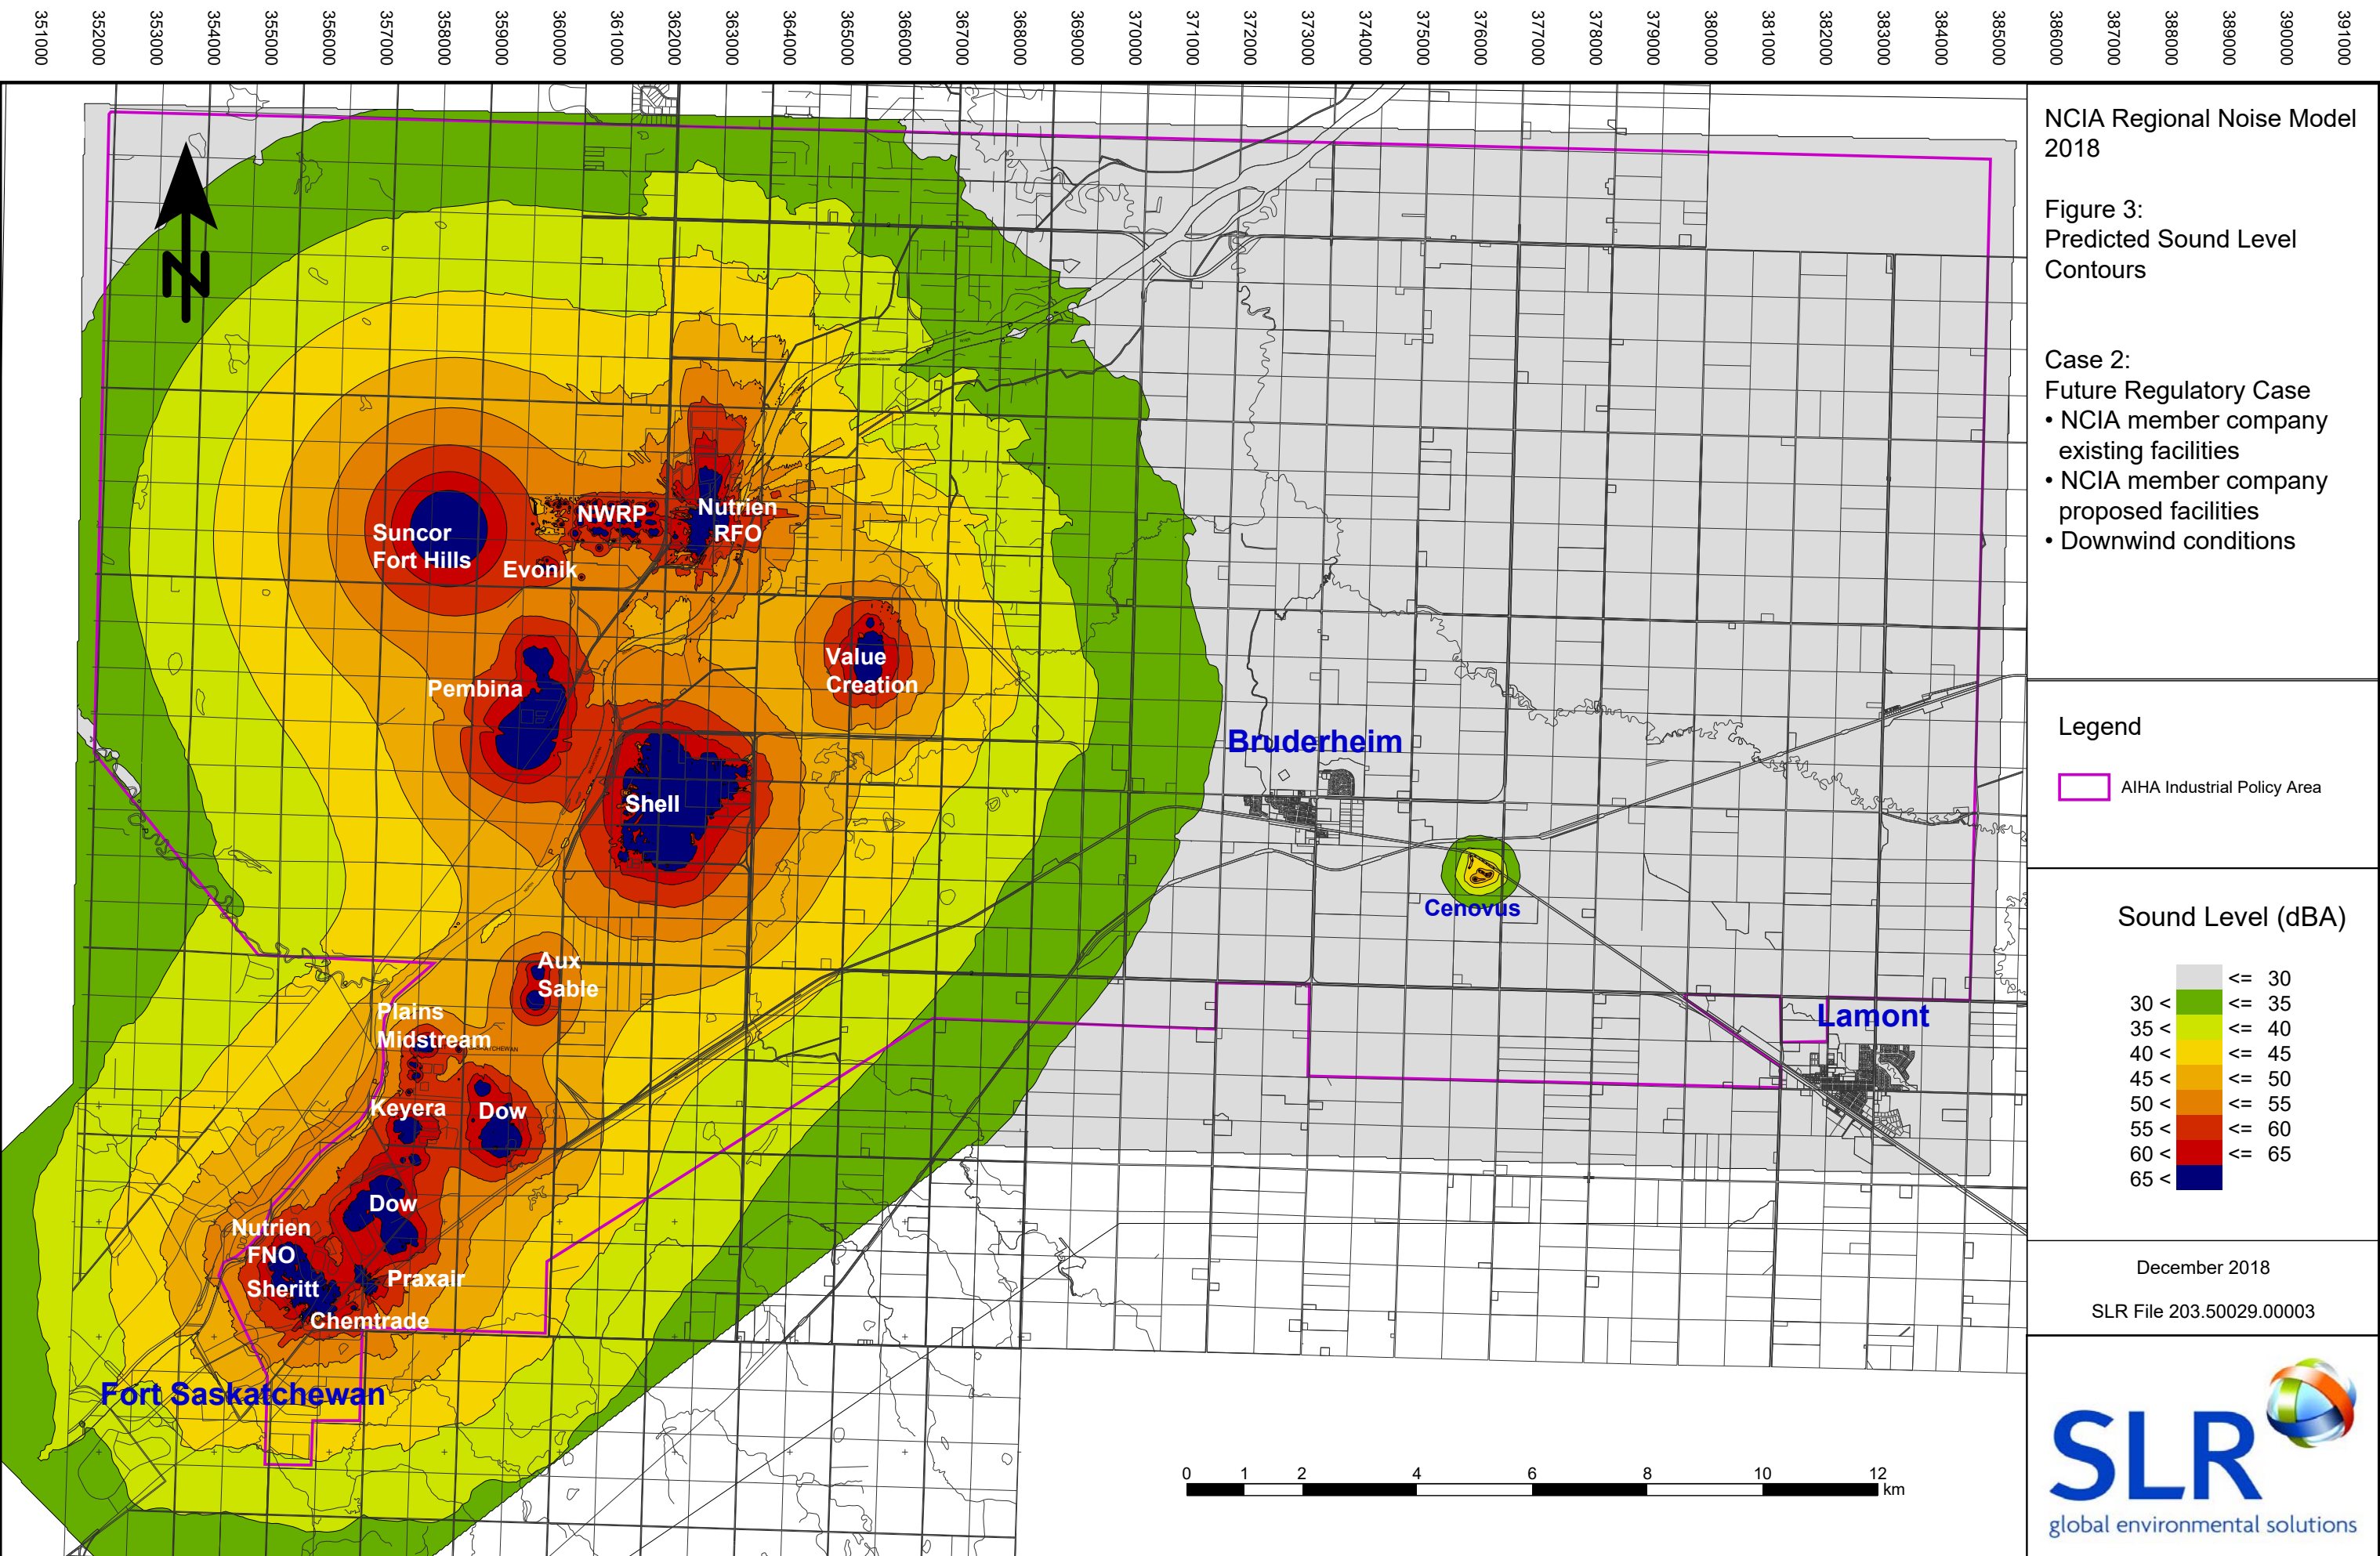 351000 352000 353000 354000 355000 356000 357000 358000 359000 360000 361000 362000 363000 364000 365000 366000 367000 368000 369000 370000 371000 372000 373000 374000 375000 376000 377000 378000 379000 380000 381000 382000 383000 384000 385000 386000 387000 388000 389000 390000 391000
NCIA Regional Noise Model
2018
Figure 3:
Predicted Sound Level
Contours
Case 2:
Future Regulatory Case
• NCIA member company
existing facilities
• NCIA member company
proposed facilities
• Downwind conditions
Legend
AIHA Industrial Policy Area
Sound Level (dBA)
<= 30
30 < <= 35
35 < <= 40
40 < <= 45
45 < <= 50
50 < <= 55
55 < <= 60
60 < <= 65
65 <
December 2018
SLR File 203.50029.00003
SLR
global environmental solutions
N
Suncor
Fort Hills
NWRP
Nutrien
RFO
Evonik
Value
Creation
Pembina
Shell
Bruderheim
Cenovus
Aux
Sable
Plains
Midstream
Lamont
Keyera
Dow
Dow
Nutrien
FNO
Sheritt
Praxair
Chemtrade
Fort Saskatchewan
0 1 2 4 6 8 10 12
km